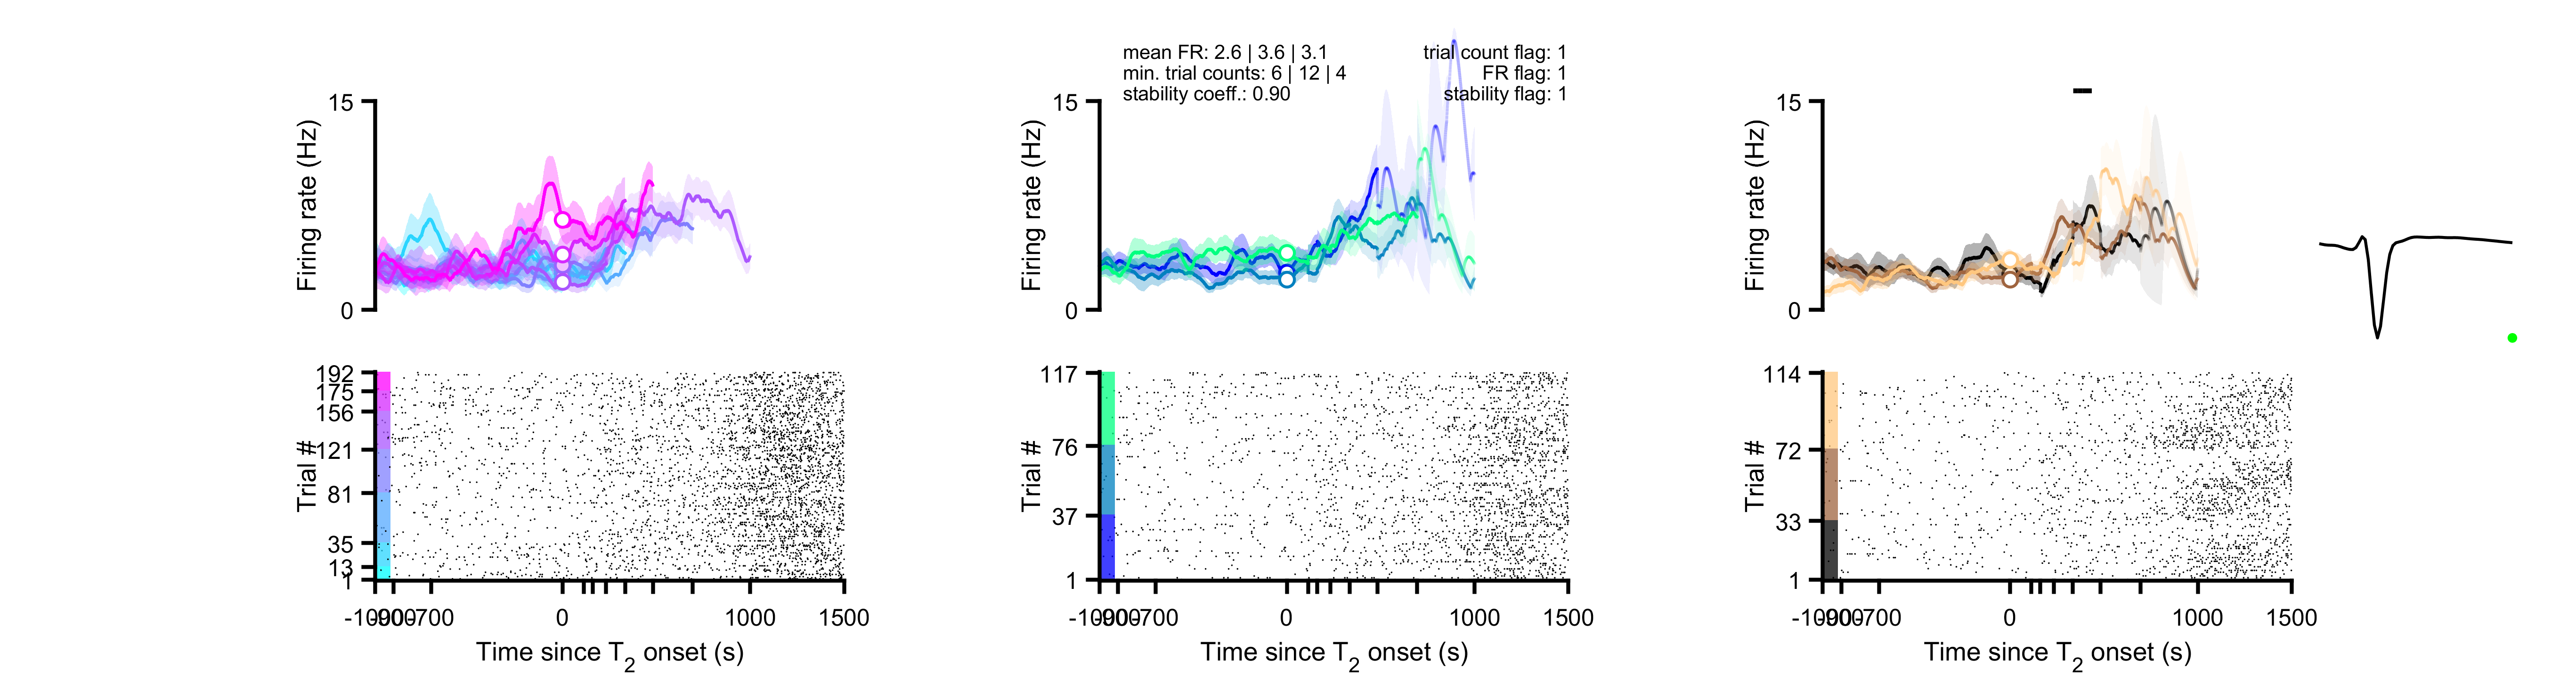 mean FR: 2.6 | 3.6 | 3.1
min. trial counts: 6 | 12 | 4
stability coeff.: 0.90
trial count flag: 1
FR flag: 1
stability flag: 1
15
0
Firing rate (Hz)
192
175
156
121
81
35
13
1
Trial #
-1000
-900
-700
0
1000
1500
Time since T2 onset (s)
15
0
Firing rate (Hz)
117
76
37
1
Trial #
-1000
-900
-700
0
1000
1500
Time since T2 onset (s)
15
0
Firing rate (Hz)
114
72
33
1
Trial #
-1000
-900
-700
0
1000
1500
Time since T2 onset (s)